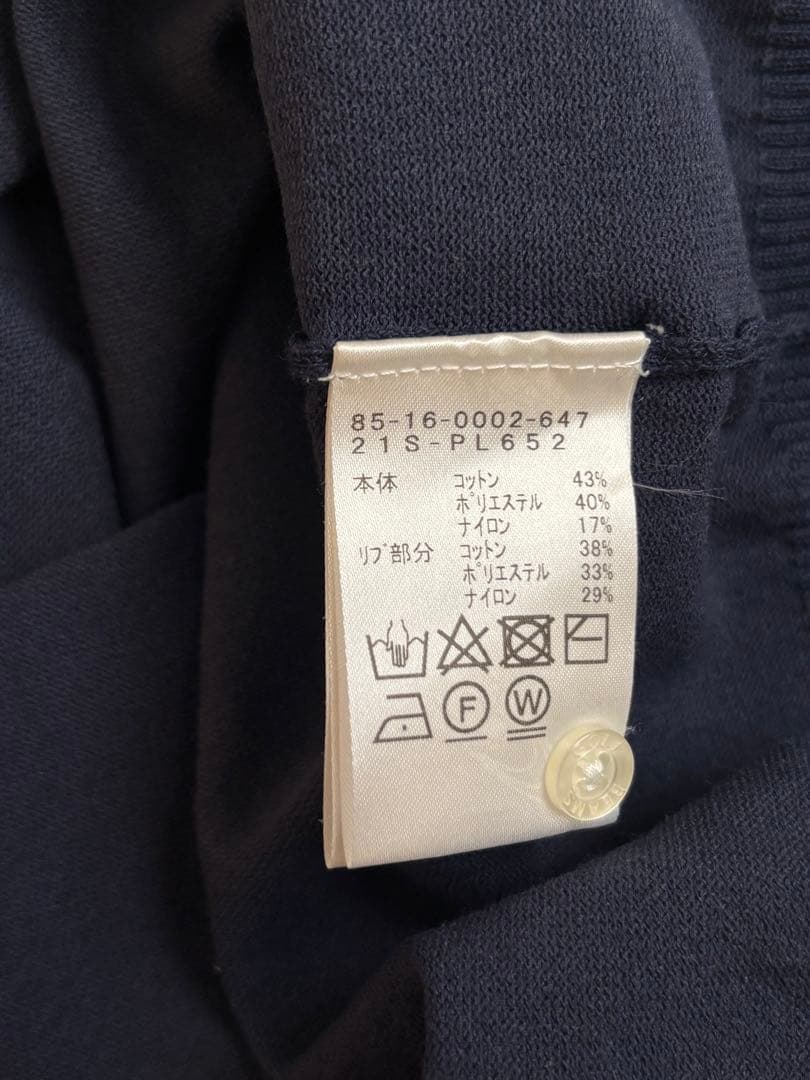 85-16-0002-647
21S-PL652
本体 コットン 43%
ポリエステル 40%
ナイロン 17%
リブ部分 コットン 38%
ポリエステル 33%
ナイロン 29%
F W
BEAMS